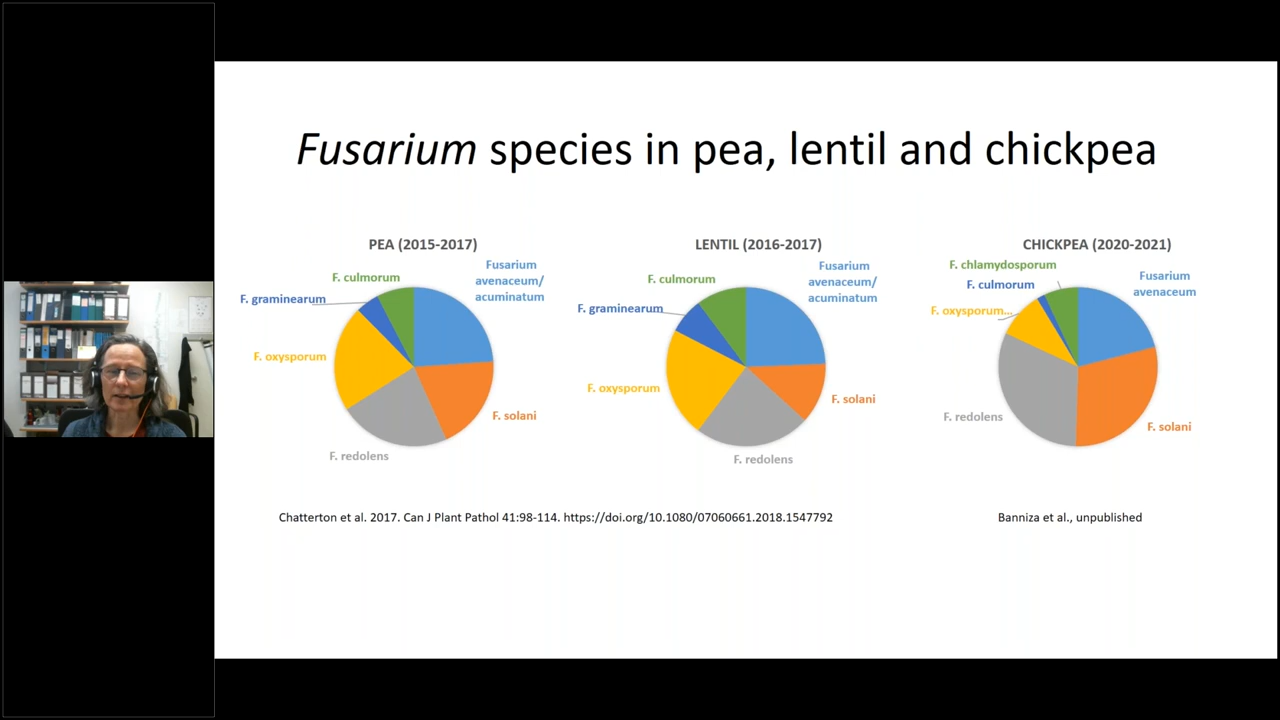 Fusarium species in pea, lentil and chickpea
PEA (2015-2017)
Fusarium
avenaceum/
acuminatum
F. culmorum
F. graminearum
F. oxysporum
F. solani
F. redolens
LENTIL (2016-2017)
Fusarium
avenaceum/
acuminatum
F. culmorum
F. graminearum
F. oxysporum
F. solani
F. redolens
CHICKPEA (2020-2021)
F. chlamydosporum
Fusarium
avenaceum
F. culmorum
F. oxysporum...
F. redolens
F. solani
Chatterton et al. 2017. Can J Plant Pathol 41:98-114. https://doi.org/10.1080/07060661.2018.1547792
Banniza et al., unpublished